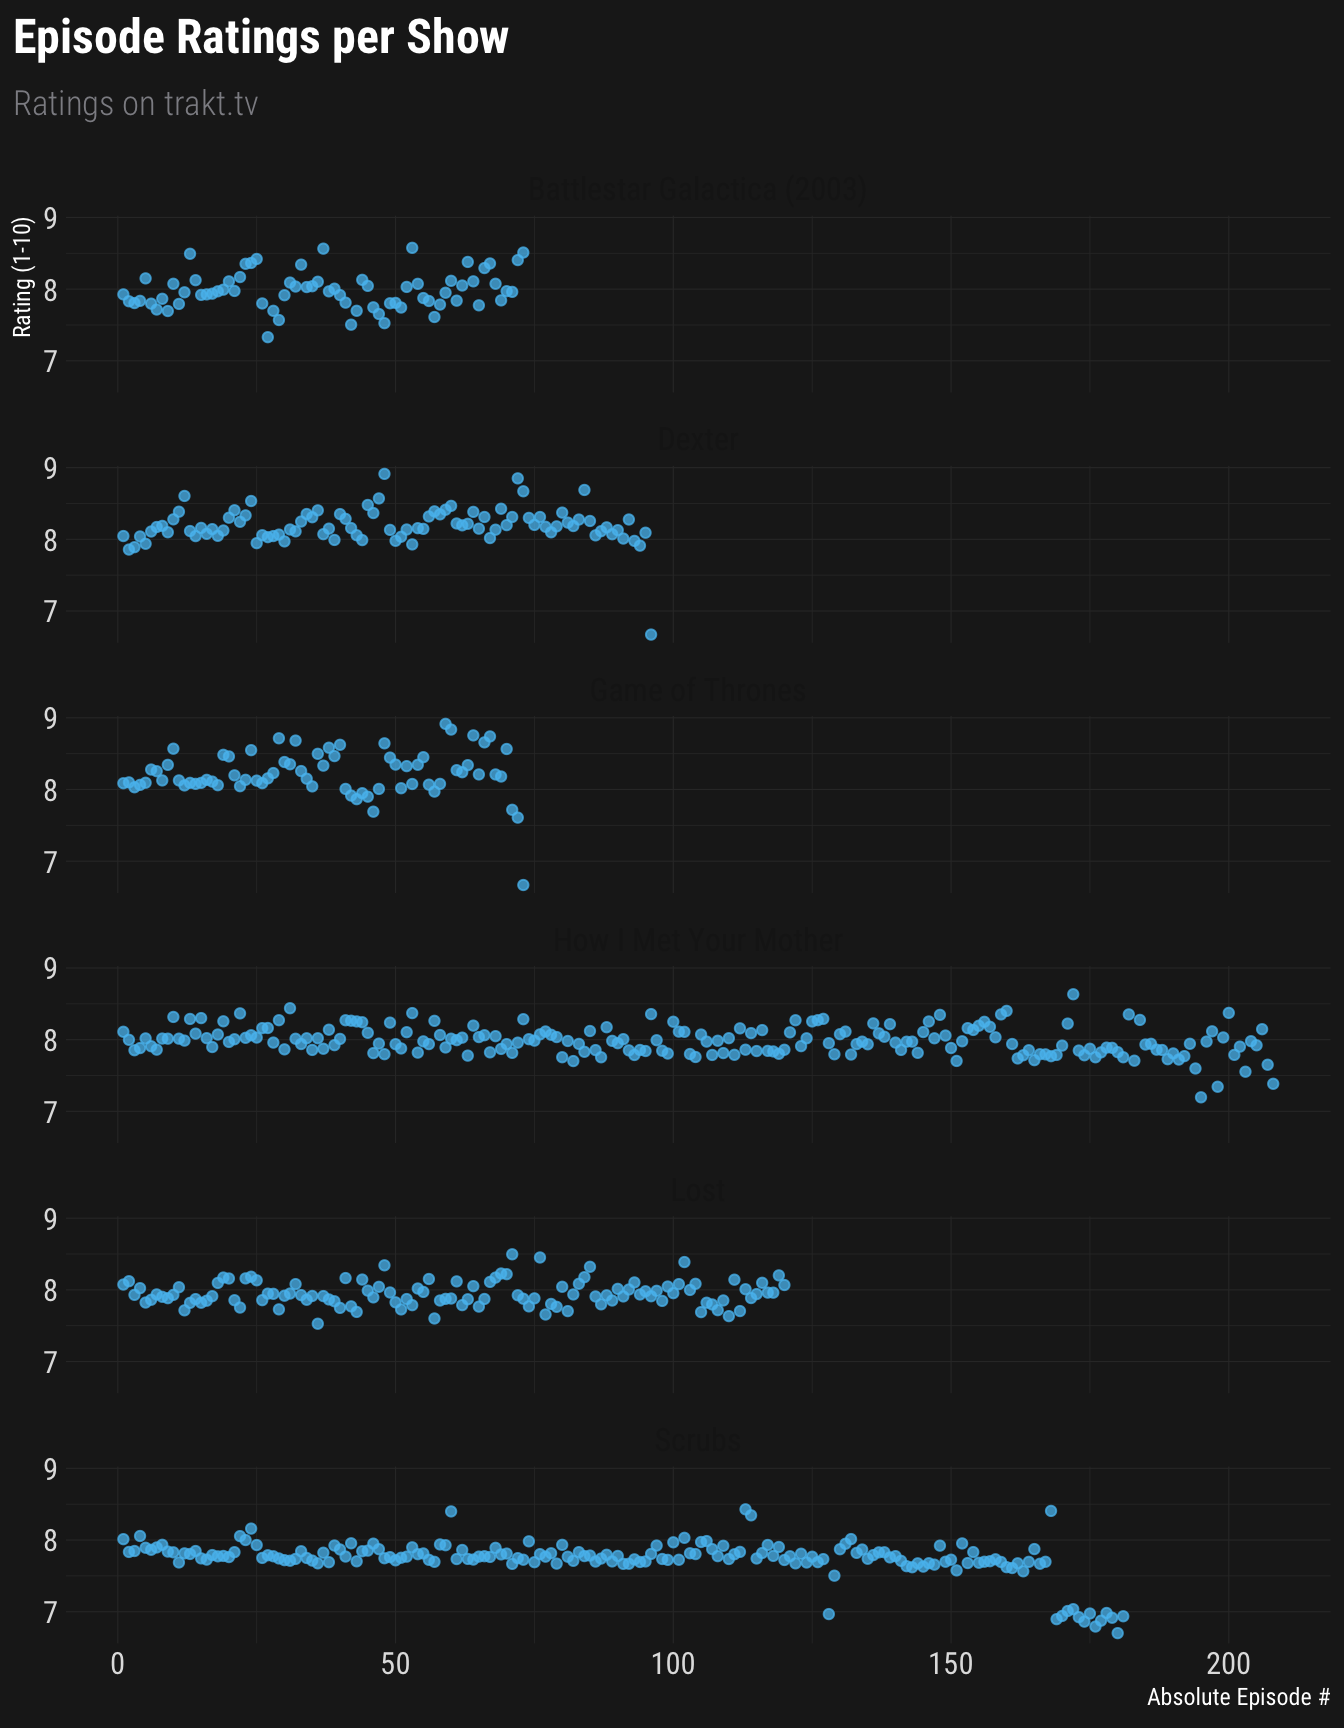 Episode Ratings per Show
Ratings on trakt.tv
Battlestar Galactica (2003)
9
8
7
Rating (1-10)
Dexter
9
8
7
Game of Thrones
9
8
7
How I Met Your Mother
9
8
7
Lost
9
8
7
Scrubs
9
8
7
0 50 100 150 200
Absolute Episode #